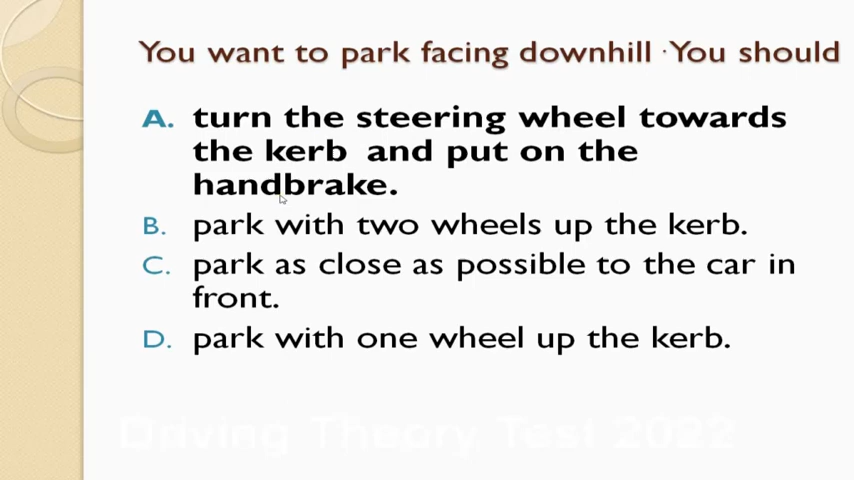 You want to park facing downhill · You should
A. turn the steering wheel towards
the kerb and put on the
handbrake.
B. park with two wheels up the kerb.
C. park as close as possible to the car in
front.
D. park with one wheel up the kerb.
Driving Theory Test 2022